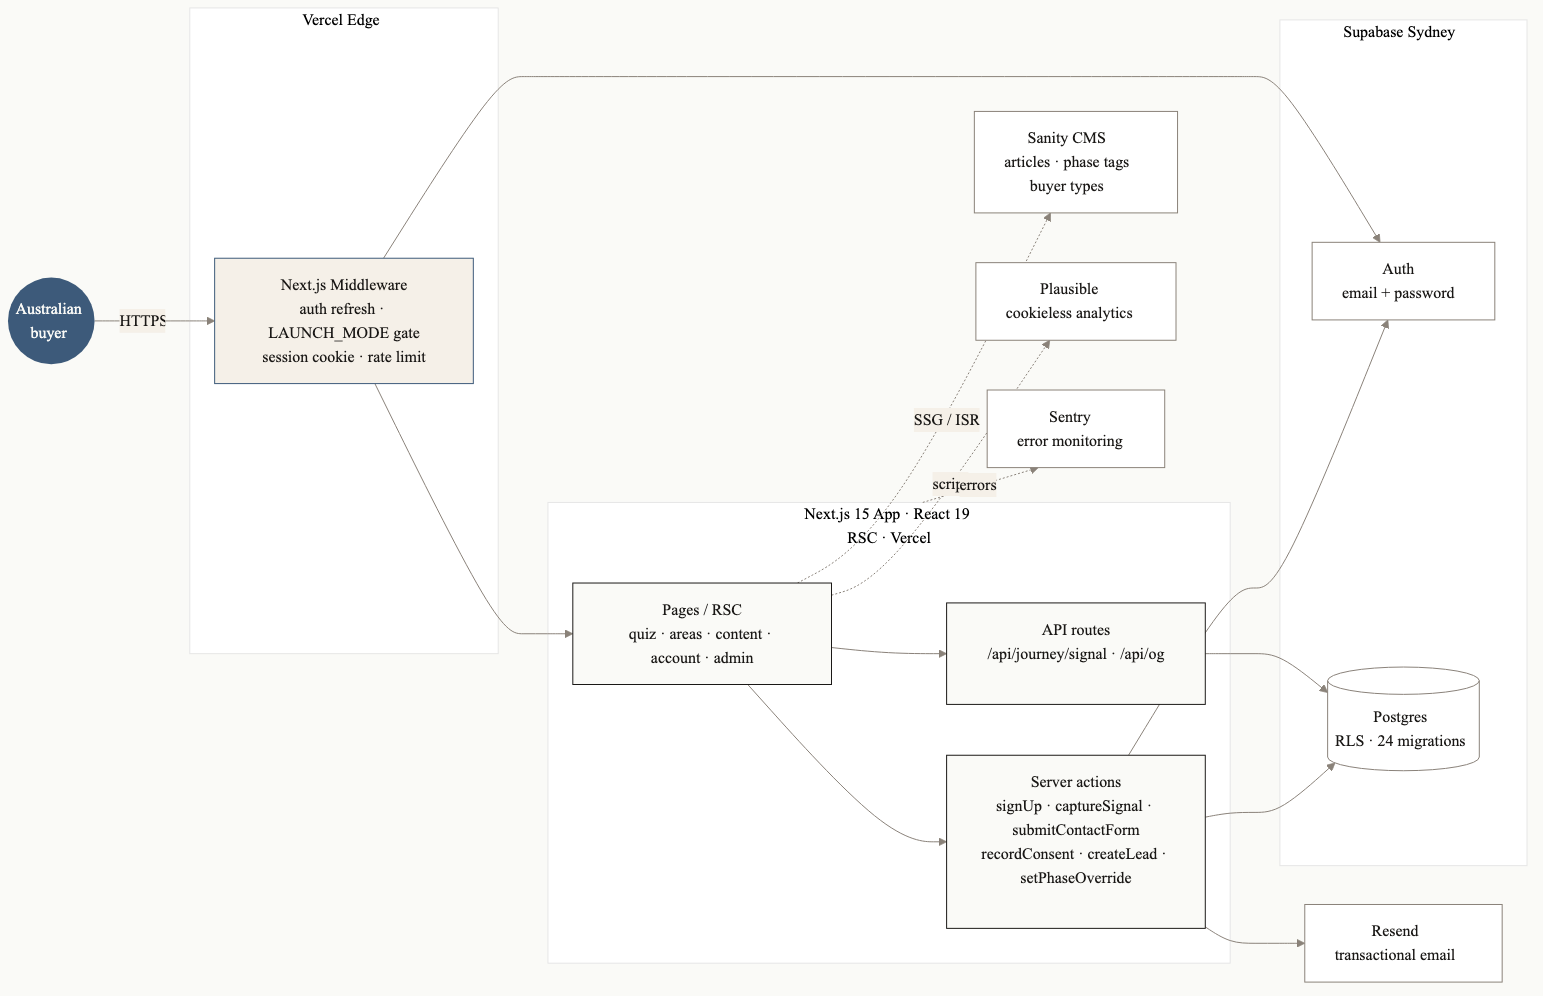 Vercel Edge
Supabase Sydney
Sanity CMS
articles · phase tags
buyer types
Auth
email + password
Plausible
cookieless analytics
Next.js Middleware
auth refresh ·
LAUNCH_MODE gate
session cookie · rate limit
Australian
buyer
HTTPS
SSG / ISR
Sentry
error monitoring
errors
Next.js 15 App · React 19
RSC · Vercel
Pages / RSC
quiz · areas · content ·
account · admin
API routes
/api/journey/signal · /api/og
Postgres
RLS · 24 migrations
Server actions
signUp · captureSignal ·
submitContactForm
recordConsent · createLead ·
setPhaseOverride
Resend
transactional email